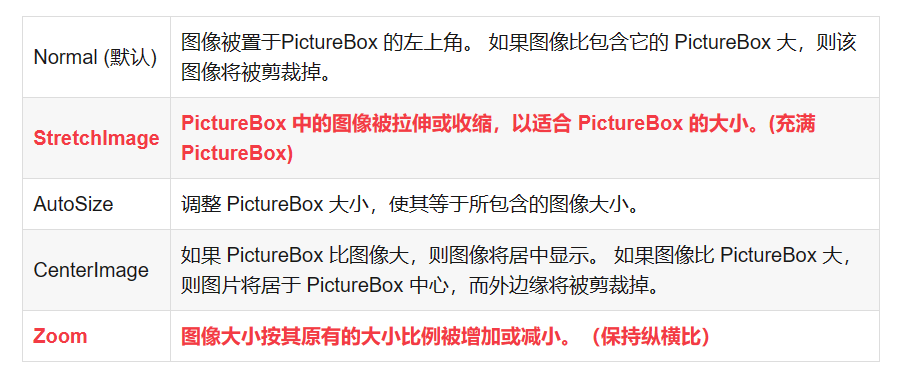 Normal (默认)
图像被置于PictureBox 的左上角。 如果图像比包含它的 PictureBox 大，则该
图像将被剪裁掉。
StretchImage
PictureBox 中的图像被拉伸或收缩，以适合 PictureBox 的大小。(充满
PictureBox)
AutoSize
调整 PictureBox 大小，使其等于所包含的图像大小。
CenterImage
如果 PictureBox 比图像大，则图像将居中显示。 如果图像比 PictureBox 大，
则图片将居于 PictureBox 中心，而外边缘将被剪裁掉。
Zoom
图像大小按其原有的大小比例被增加或减小。（保持纵横比）